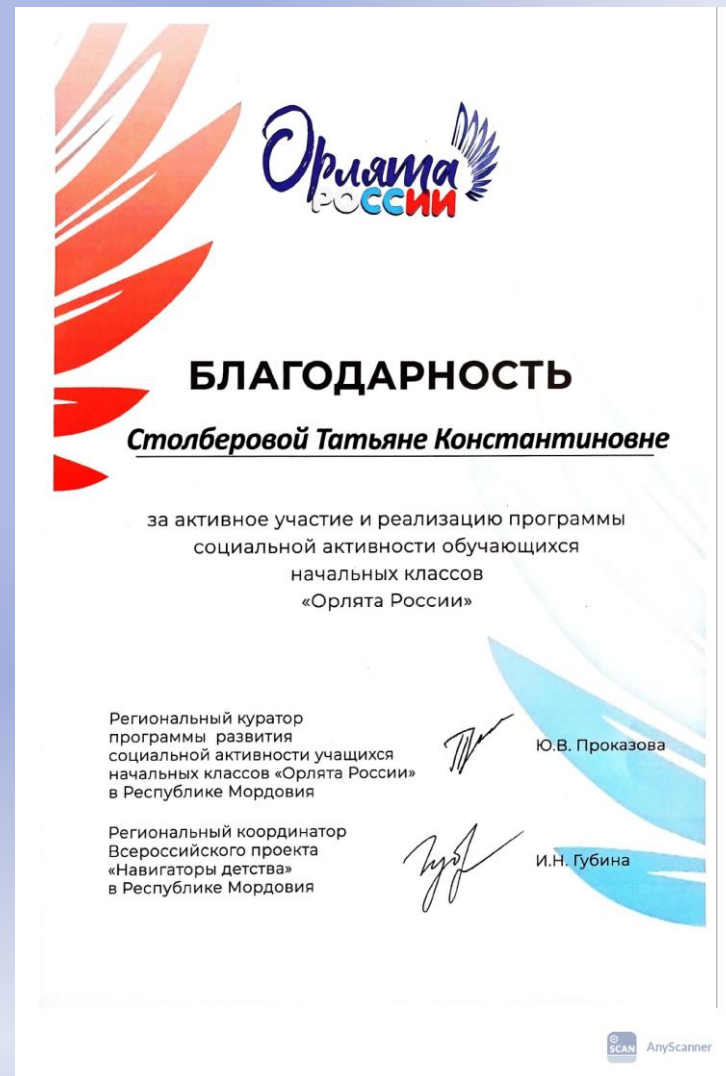 Орлята
РОССИИ
БЛАГОДАРНОСТЬ
Столберовой Татьяне Константиновне
за активное участие и реализацию программы
социальной активности обучающихся
начальных классов
«Орлята России»
Региональный куратор
программы развития
социальной активности учащихся
начальных классов «Орлята России»
в Республике Мордовия
Ю.В. Проказова
Региональный координатор
Всероссийского проекта
«Навигаторы детства»
в Республике Мордовия
И.Н. Губина
SCAN AnyScanner